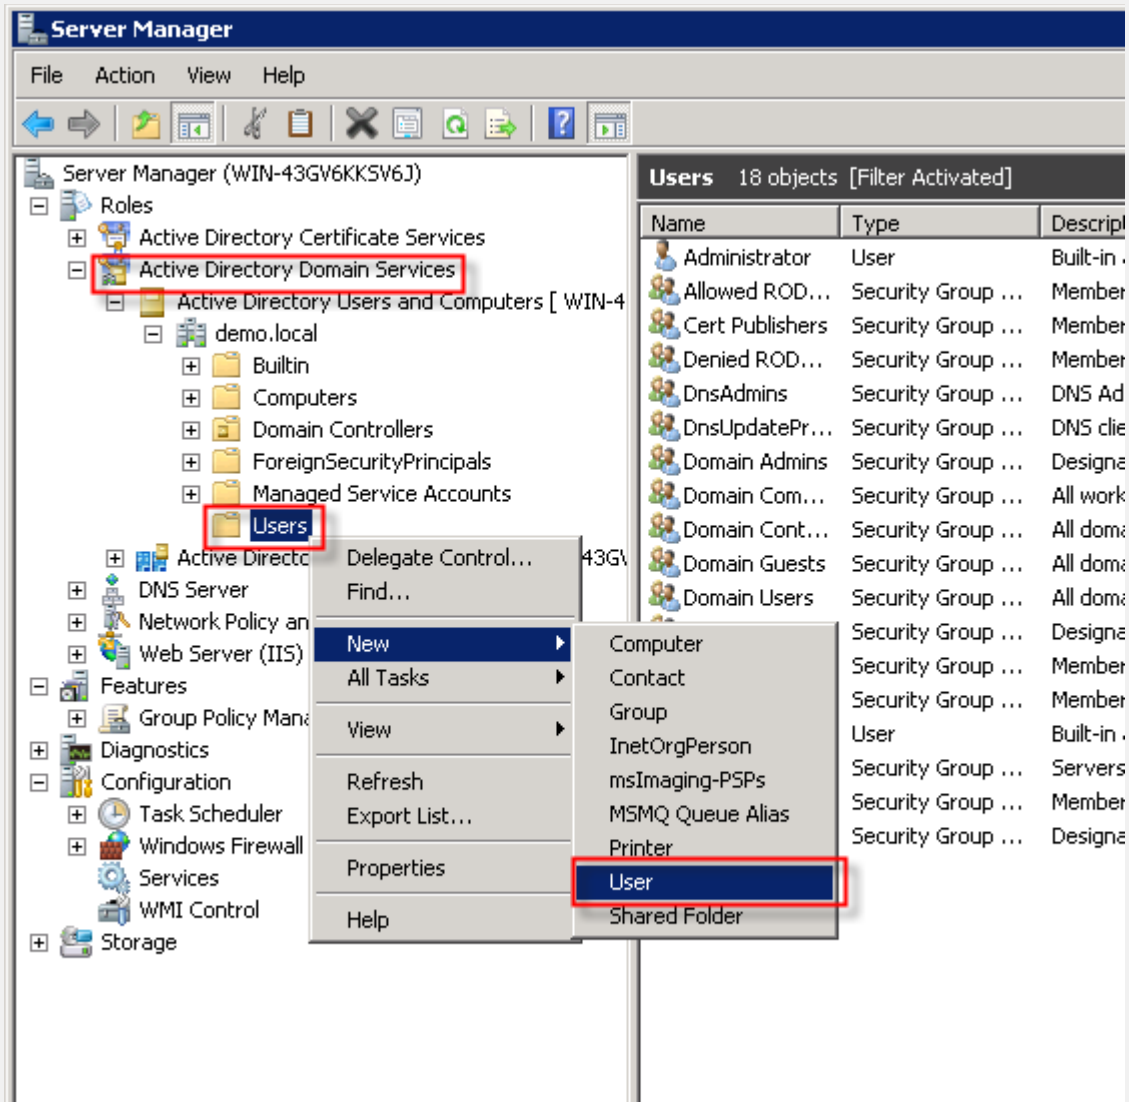 Server Manager
File Action View Help
Server Manager (WIN-43GV6KKSV6J)
Roles
Active Directory Certificate Services
Active Directory Domain Services
Active Directory Users and Computers [ WIN-4
demo.local
Builtin
Computers
Domain Controllers
ForeignSecurityPrincipals
Managed Service Accounts
Users
Active Directo
43GV
DNS Server
Network Policy an
Web Server (IIS)
Features
Group Policy Mana
Diagnostics
Configuration
Task Scheduler
Windows Firewall
Services
WMI Control
Storage
Delegate Control...
Find...
New
All Tasks
View
Refresh
Export List...
Properties
Help
Computer
Contact
Group
InetOrgPerson
msImaging-PSPs
MSMQ Queue Alias
Printer
User
Shared Folder
Users 18 objects [Filter Activated]
Name Type Descript
Administrator User Built-in
Allowed ROD... Security Group ... Member
Cert Publishers Security Group ... Member
Denied ROD... Security Group ... Member
DnsAdmins Security Group ... DNS Ad
DnsUpdatePr... Security Group ... DNS clie
Domain Admins Security Group ... Designa
Domain Com... Security Group ... All work
Domain Cont... Security Group ... All doma
Domain Guests Security Group ... All doma
Domain Users Security Group ... All doma
Security Group ... Designa
Security Group ... Member
Security Group ... Member
User Built-in
Security Group ... Servers
Security Group ... Member
Security Group ... Designa